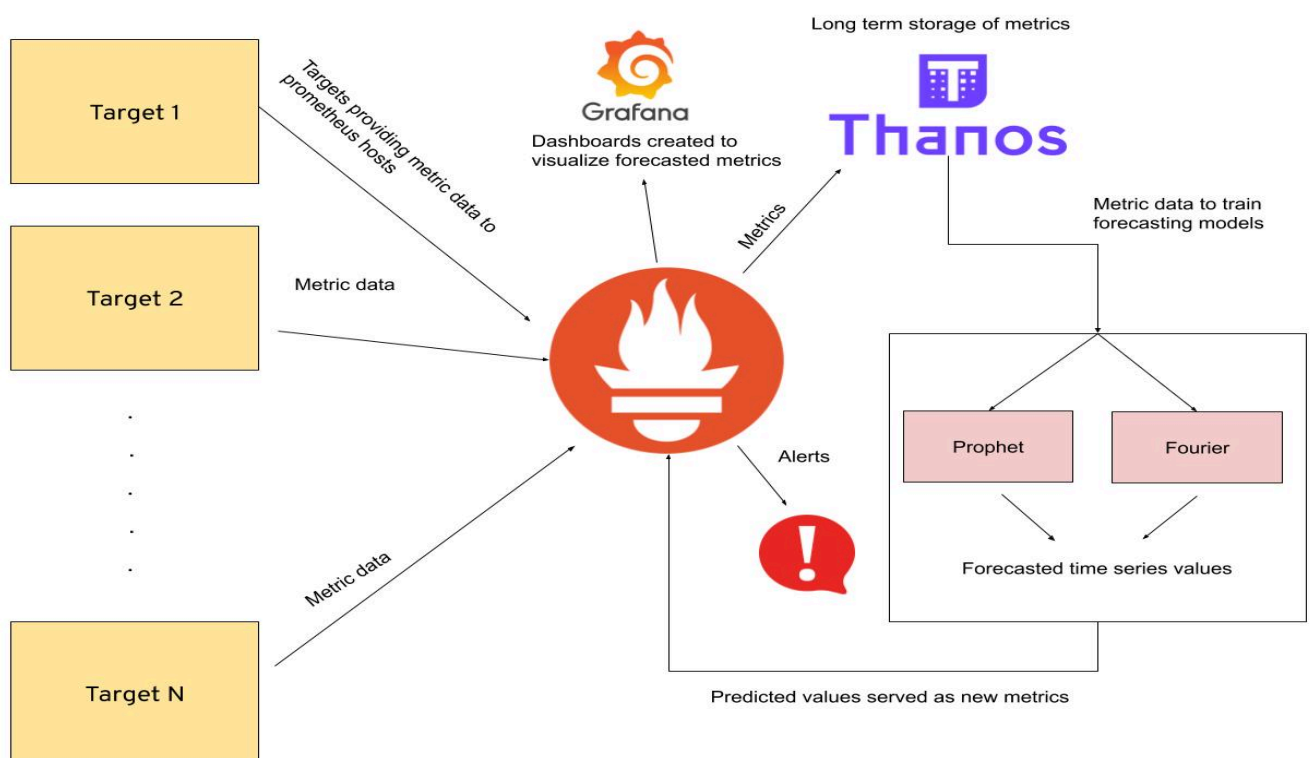 Long term storage of metrics
Target 1
Targets providing metric data to
prometheus hosts
Grafana
Dashboards created to
visualize forecasted metrics
Thanos
Metrics
Metric data to train
forecasting models
Target 2
Metric data
Prophet
Fourier
Alerts
Forecasted time series values
Metric data
Target N
Predicted values served as new metrics